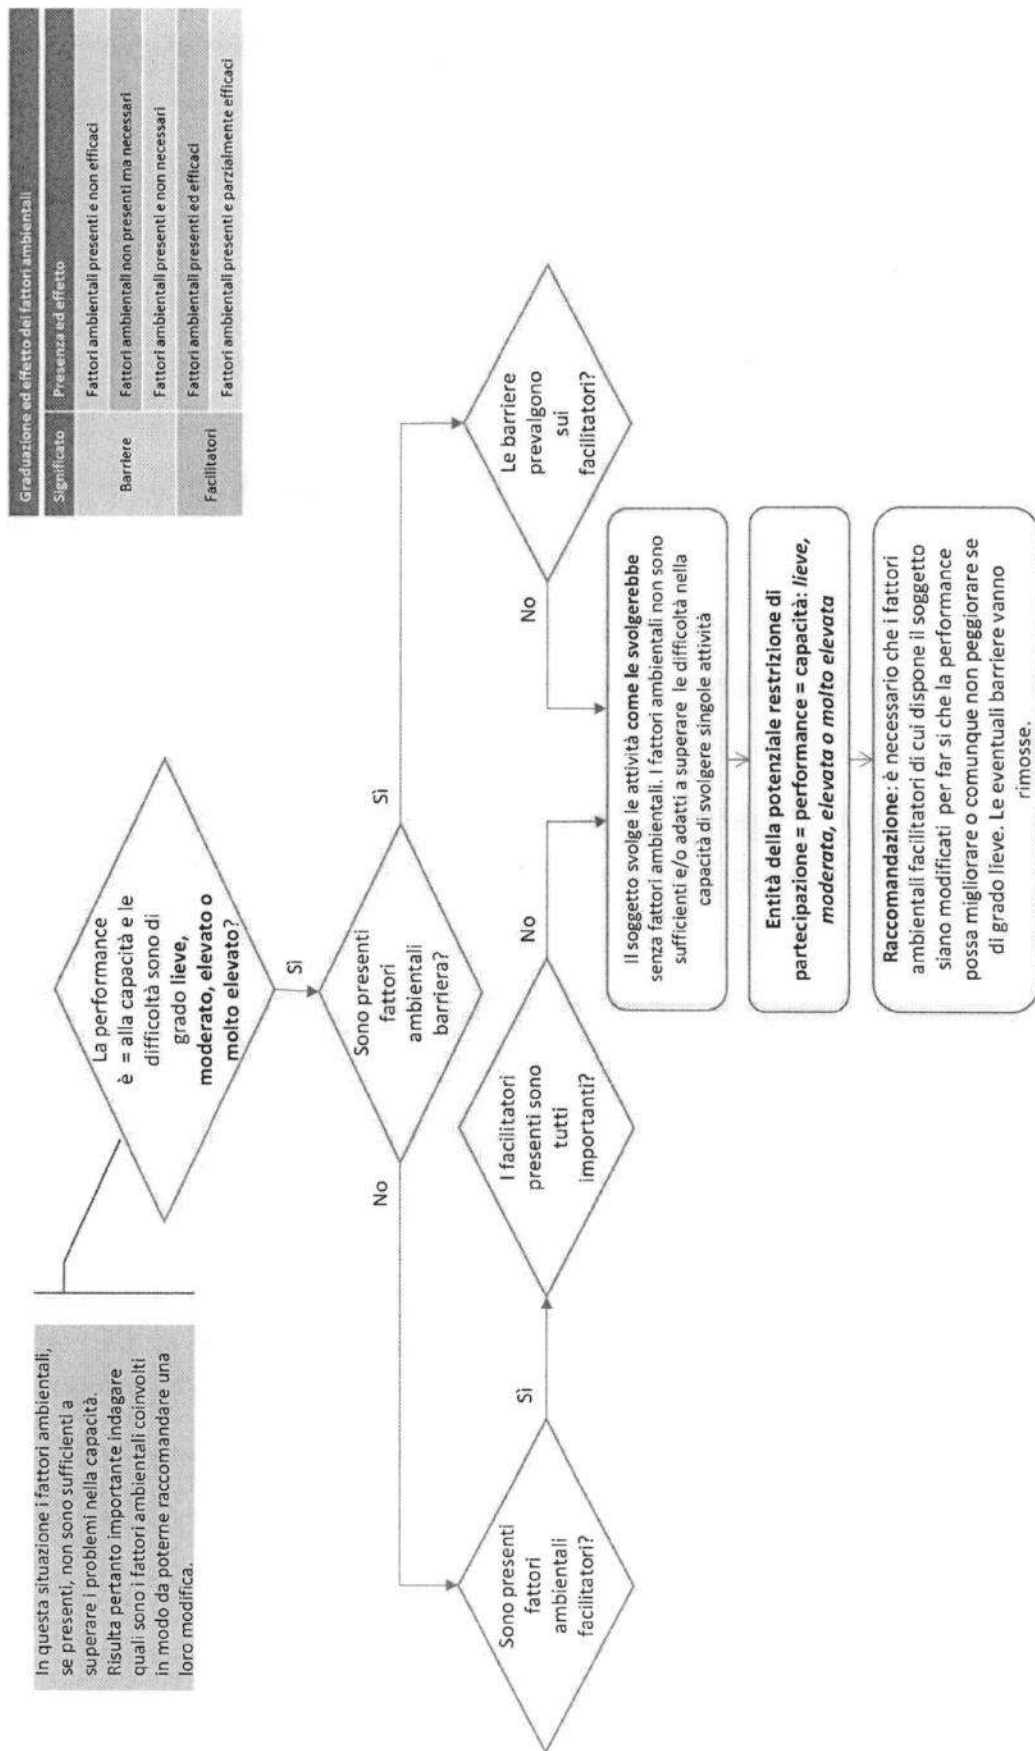 In questa situazione i fattori ambientali,
se presenti, non sono sufficienti a
superare i problemi nella capacità.
Risulta pertanto importante indagare
quali sono i fattori ambientali coinvolti
in modo da poterne raccomandare una
loro modifica.
La performance
è = alla capacità e le
difficoltà sono di
grado lieve,
moderato, elevato o
molto elevato?
Graduazione ed effetto dei fattori ambientali
Significato Presenza ed effetto
Barriere
Fattori ambientali presenti e non efficaci
Fattori ambientali non presenti ma necessari
Fattori ambientali presenti e non necessari
Facilitatori
Fattori ambientali presenti ed efficaci
Fattori ambientali presenti e parzialmente efficaci
Sì
Sono presenti
fattori
ambientali
barriera?
No
Sì
Sono presenti
fattori
ambientali
facilitatori?
Sì
I facilitatori
presenti sono
tutti
importanti?
No
Le barriere
prevalgono
sui
facilitatori?
No
Il soggetto svolge le attività come le svolgerebbe
senza fattori ambientali. I fattori ambientali non sono
sufficienti e/o adatti a superare le difficoltà nella
capacità di svolgere singole attività
Entità della potenziale restrizione di
partecipazione = performance = capacità: lieve,
moderata, elevata o molto elevata
Raccomandazione: è necessario che i fattori
ambientali facilitatori di cui dispone il soggetto
siano modificati per far sì che la performance
possa migliorare o comunque non peggiorare se
di grado lieve. Le eventuali barriere vanno
rimosse.